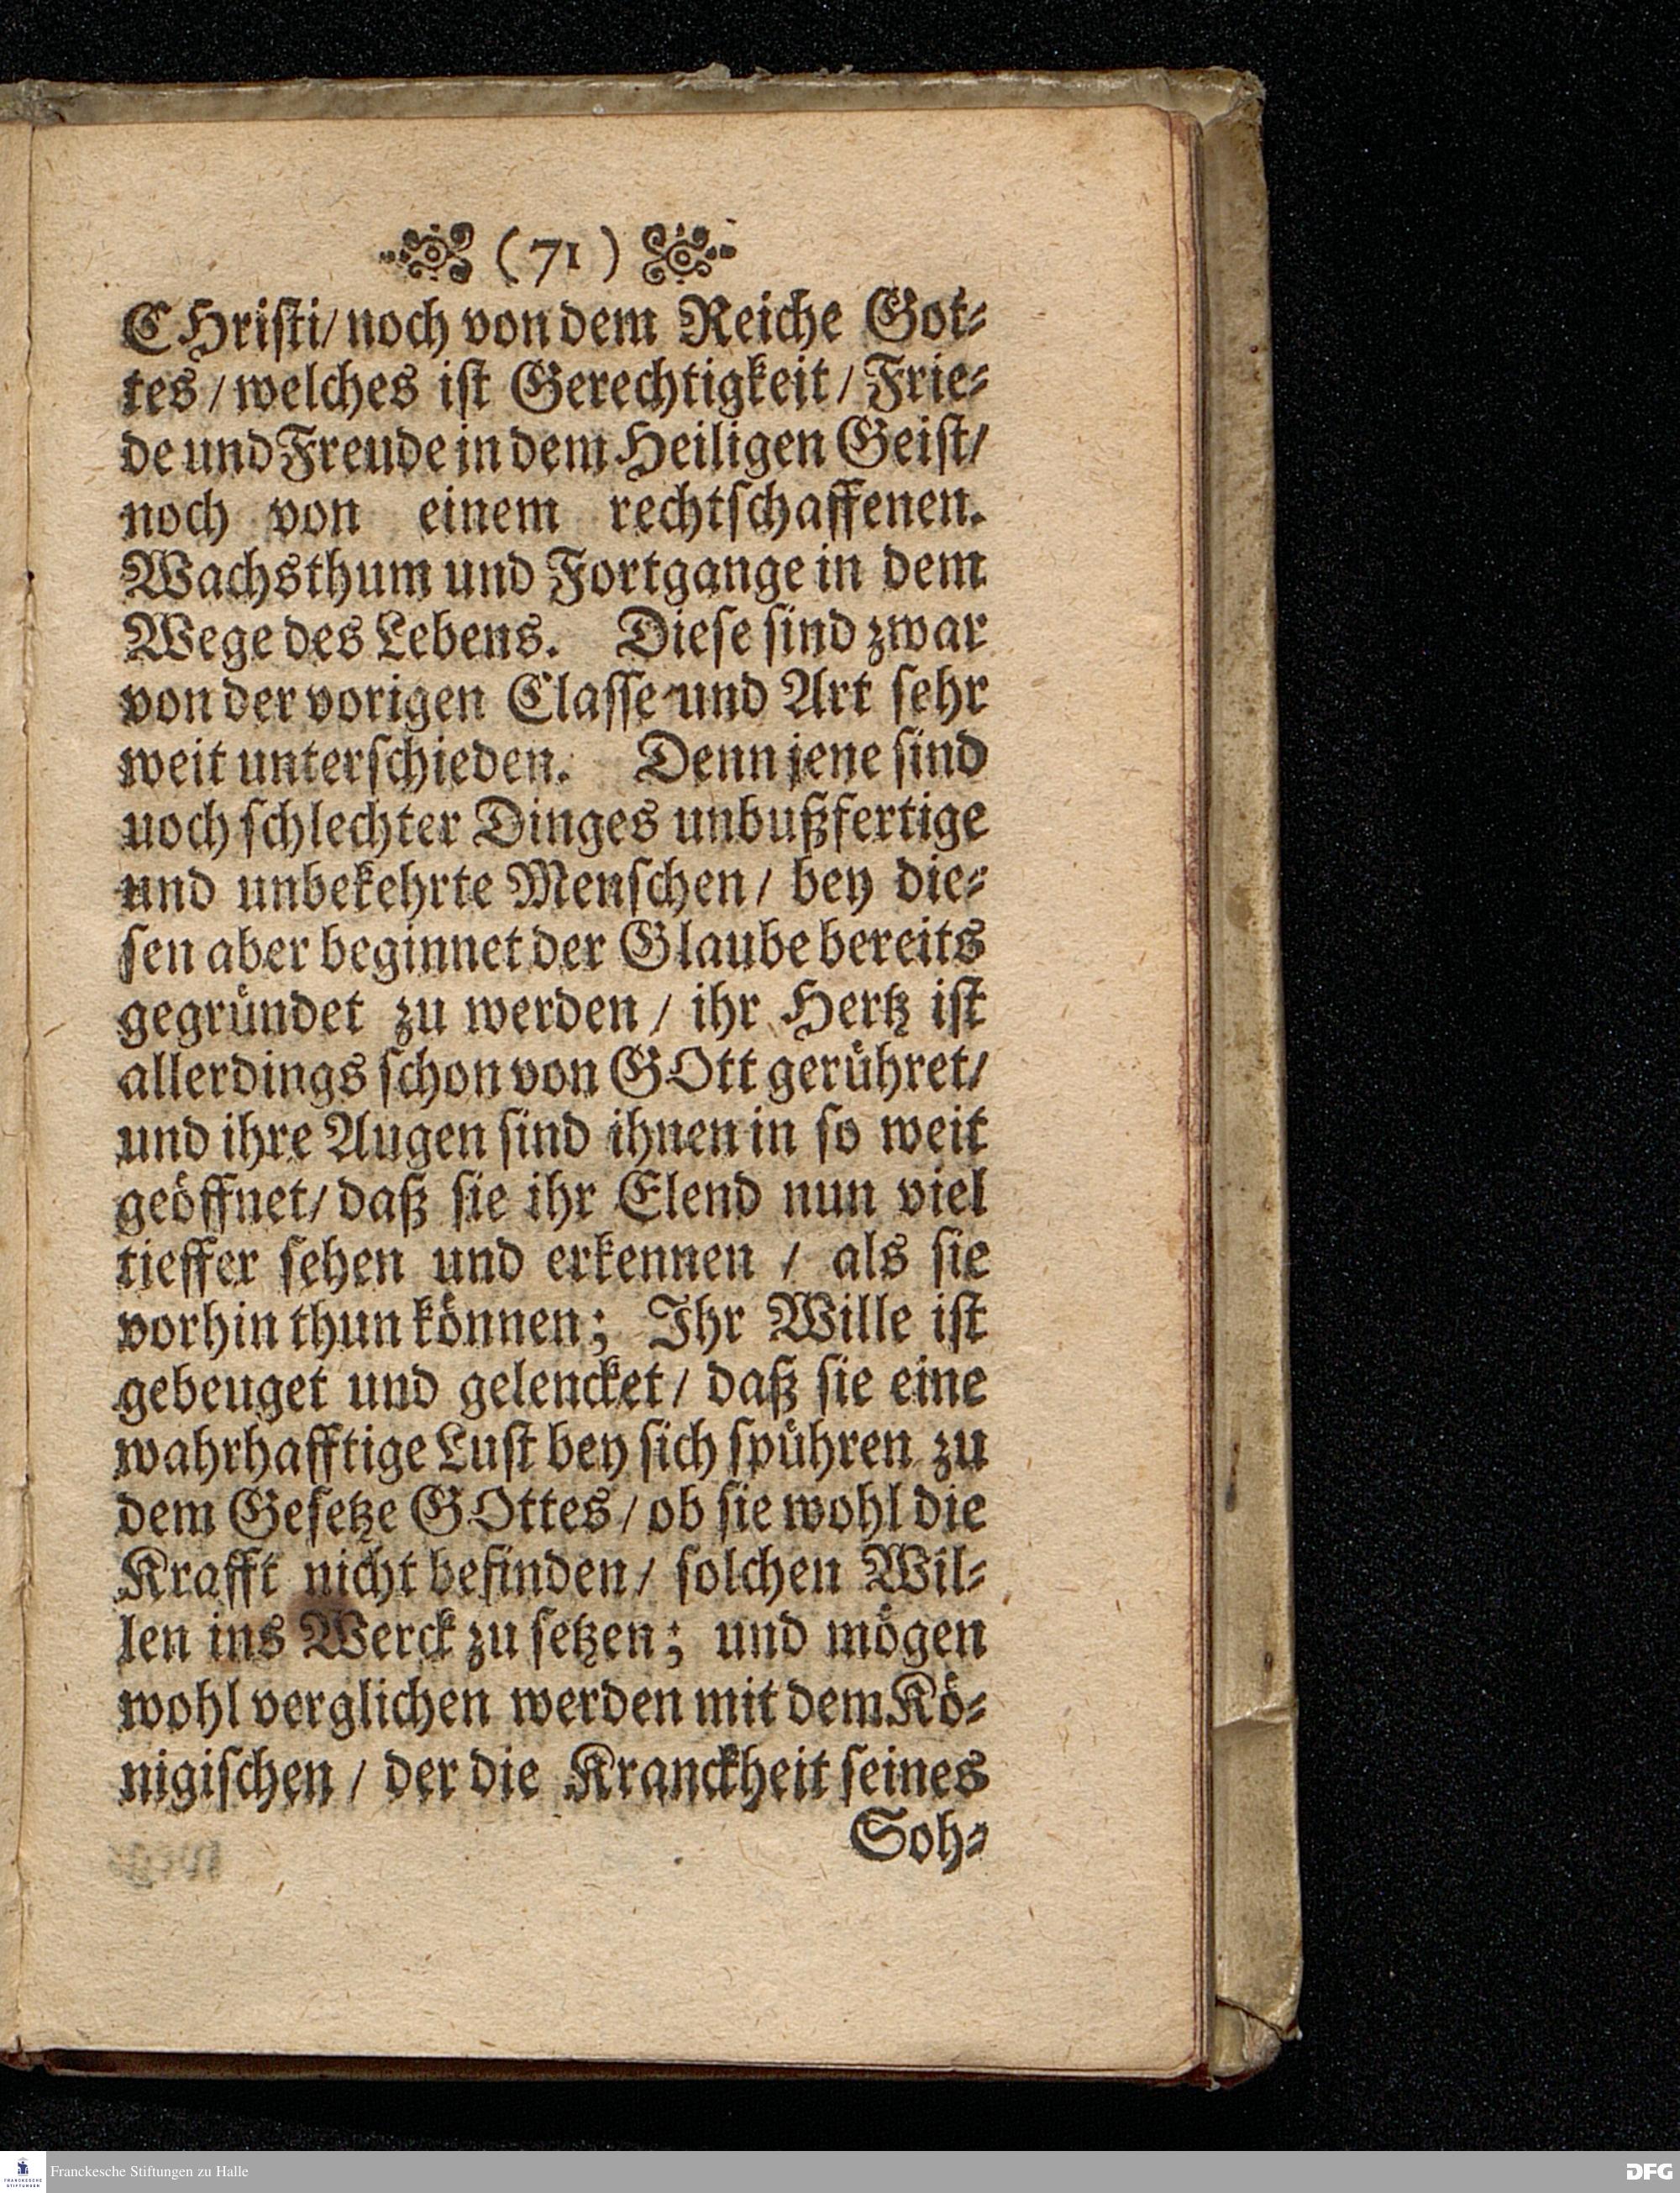 (71)
CHristi/ noch von dem Reiche Got-
tes / welches ist Gerechtigkeit / Frie-
de und Freude in dem Heiligen Geist/
noch von einem rechtschaffenen.
Wachsthum und Fortgange in dem
Wege des Lebens. Diese sind zwar
von der vorigen Classe und Art sehr
weit unterschieden. Denn jene sind
noch schlechter Dinges unbußfertige
und unbekehrte Menschen / bey die-
sen aber beginnet der Glaube bereits
gegründet zu werden / ihr Hertz ist
allerdings schon von GOtt gerühret/
und ihre Augen sind ihnen in so weit
geöffnet/ daß sie ihr Elend nun viel
tieffer sehen und erkennen / als sie
vorhin thun können; Ihr Wille ist
gebeuget und gelencket / daß sie eine
wahrhafftige Lust bey sich spühren zu
dem Gesetze GOttes / ob sie wohl die
Krafft nicht befinden / solchen Wil-
len ins Werck zu setzen; und mögen
wohl verglichen werden mit dem Kö-
nigischen / der die Kranckheit seines
Soh-
FRANCKESCHE
STIFTUNGEN
Franckesche Stiftungen zu Halle
DFG